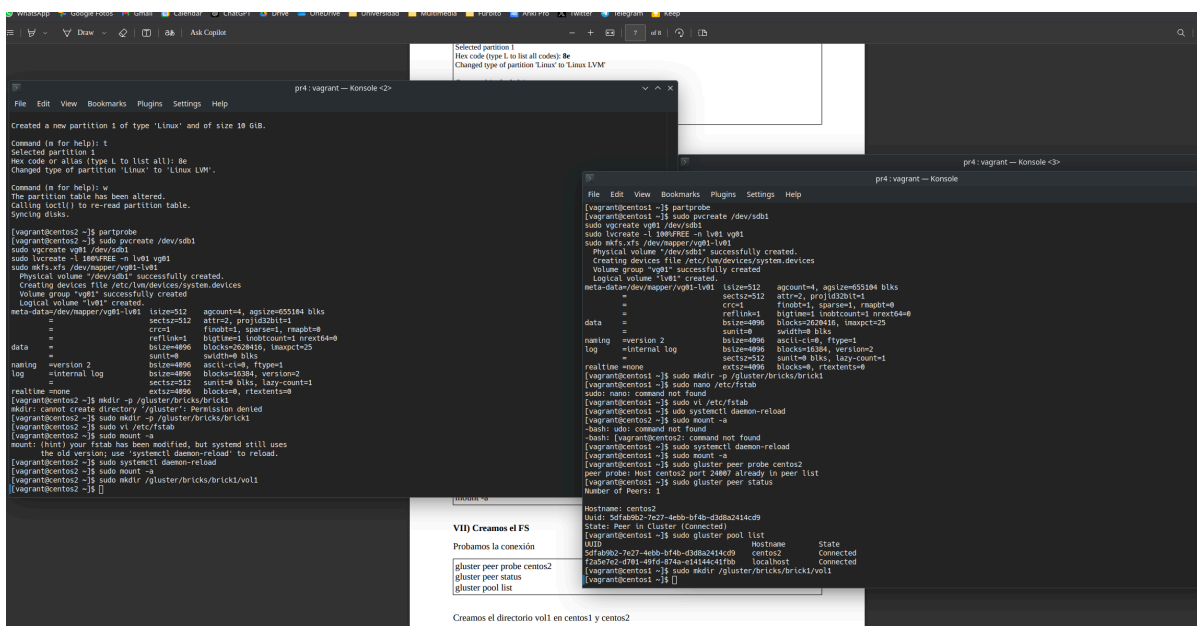 WhatsApp Google Fotos Gmail Calendar ChatGPT Drive OneDrive Universidad Multimedia Furbito Anki Pro Twitter Telegram Keep
Draw Ask Copilot 7 of 8
Selected partition 1
Hex code (type L to list all codes): 8e
Changed type of partition 'Linux' to 'Linux LVM'
pr4 : vagrant — Konsole <2>
File Edit View Bookmarks Plugins Settings Help
Created a new partition 1 of type 'Linux' and of size 10 GiB.
Command (m for help): t
Selected partition 1
Hex code or alias (type L to list all): 8e
Changed type of partition 'Linux' to 'Linux LVM'.
Command (m for help): w
The partition table has been altered.
Calling ioctl() to re-read partition table.
Syncing disks.
[vagrant@centos2 ~]$ partprobe
[vagrant@centos2 ~]$ sudo pvcreate /dev/sdb1
sudo vgcreate vg01 /dev/sdb1
sudo lvcreate -l 100%FREE -n lv01 vg01
sudo mkfs.xfs /dev/mapper/vg01-lv01
Physical volume "/dev/sdb1" successfully created.
Creating devices file /etc/lvm/devices/system.devices
Volume group "vg01" successfully created
Logical volume "lv01" created.
meta-data=/dev/mapper/vg01-lv01 isize=512 agcount=4, agsize=655104 blks
= sectsz=512 attr=2, projid32bit=1
= crc=1 finobt=1, sparse=1, rmapbt=0
= reflink=1 bigtime=1 inobtcount=1 nrext64=0
data = bsize=4096 blocks=2620416, imaxpct=25
= sunit=0 swidth=0 blks
naming =version 2 bsize=4096 ascii-ci=0, ftype=1
log =internal log bsize=4096 blocks=16384, version=2
= sectsz=512 sunit=0 blks, lazy-count=1
realtime =none extsz=4096 blocks=0, rtextents=0
[vagrant@centos2 ~]$ mkdir -p /gluster/bricks/brick1
mkdir: cannot create directory '/gluster': Permission denied
[vagrant@centos2 ~]$ sudo mkdir -p /gluster/bricks/brick1
[vagrant@centos2 ~]$ sudo vi /etc/fstab
[vagrant@centos2 ~]$ sudo mount -a
mount: (hint) your fstab has been modified, but systemd still uses
the old version; use 'systemctl daemon-reload' to reload.
[vagrant@centos2 ~]$ sudo systemctl daemon-reload
[vagrant@centos2 ~]$ sudo mount -a
[vagrant@centos2 ~]$ sudo mkdir /gluster/bricks/brick1/vol1
[vagrant@centos2 ~]$
pr4 : vagrant — Konsole <3>
pr4 : vagrant — Konsole
File Edit View Bookmarks Plugins Settings Help
[vagrant@centos1 ~]$ partprobe
[vagrant@centos1 ~]$ sudo pvcreate /dev/sdb1
sudo vgcreate vg01 /dev/sdb1
sudo lvcreate -l 100%FREE -n lv01 vg01
sudo mkfs.xfs /dev/mapper/vg01-lv01
Physical volume "/dev/sdb1" successfully created.
Creating devices file /etc/lvm/devices/system.devices
Volume group "vg01" successfully created
Logical volume "lv01" created.
meta-data=/dev/mapper/vg01-lv01 isize=512 agcount=4, agsize=655104 blks
= sectsz=512 attr=2, projid32bit=1
= crc=1 finobt=1, sparse=1, rmapbt=0
= reflink=1 bigtime=1 inobtcount=1 nrext64=0
data = bsize=4096 blocks=2620416, imaxpct=25
= sunit=0 swidth=0 blks
naming =version 2 bsize=4096 ascii-ci=0, ftype=1
log =internal log bsize=4096 blocks=16384, version=2
= sectsz=512 sunit=0 blks, lazy-count=1
realtime =none extsz=4096 blocks=0, rtextents=0
[vagrant@centos1 ~]$ sudo mkdir -p /gluster/bricks/brick1
[vagrant@centos1 ~]$ sudo nano /etc/fstab
sudo: nano: command not found
[vagrant@centos1 ~]$ sudo vi /etc/fstab
[vagrant@centos1 ~]$ udo systemctl daemon-reload
[vagrant@centos2 ~]$ sudo mount -a
-bash: udo: command not found
-bash: [vagrant@centos2: command not found
[vagrant@centos1 ~]$ sudo systemctl daemon-reload
[vagrant@centos1 ~]$ sudo mount -a
[vagrant@centos1 ~]$ sudo gluster peer probe centos2
peer probe: Host centos2 port 24007 already in peer list
[vagrant@centos1 ~]$ sudo gluster peer status
Number of Peers: 1
Hostname: centos2
Uuid: 5dfab9b2-7e27-4ebb-bf4b-d3d8a2414cd9
State: Peer in Cluster (Connected)
[vagrant@centos1 ~]$ sudo gluster pool list
UUID Hostname State
5dfab9b2-7e27-4ebb-bf4b-d3d8a2414cd9 centos2 Connected
f2a5e7e2-d701-49fd-874a-e14144c41fbb localhost Connected
[vagrant@centos1 ~]$ sudo mkdir /gluster/bricks/brick1/vol1
[vagrant@centos1 ~]$
mount -a
VII) Creamos el FS
Probamos la conexión
gluster peer probe centos2
gluster peer status
gluster pool list
Creamos el directorio vol1 en centos1 y centos2